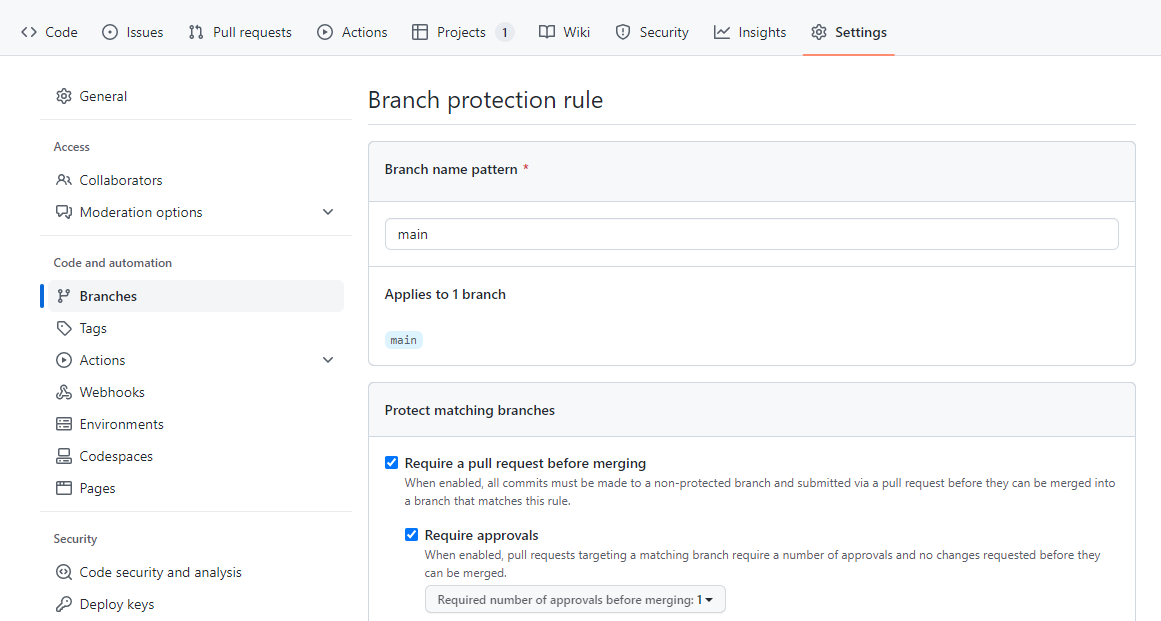 Code Issues Pull requests Actions Projects 1 Wiki Security Insights Settings
General
Access
Collaborators
Moderation options
Code and automation
Branches
Tags
Actions
Webhooks
Environments
Codespaces
Pages
Security
Code security and analysis
Deploy keys
Branch protection rule
Branch name pattern *
main
Applies to 1 branch
main
Protect matching branches
Require a pull request before merging
When enabled, all commits must be made to a non-protected branch and submitted via a pull request before they can be merged into
a branch that matches this rule.
Require approvals
When enabled, pull requests targeting a matching branch require a number of approvals and no changes requested before they
can be merged.
Required number of approvals before merging: 1